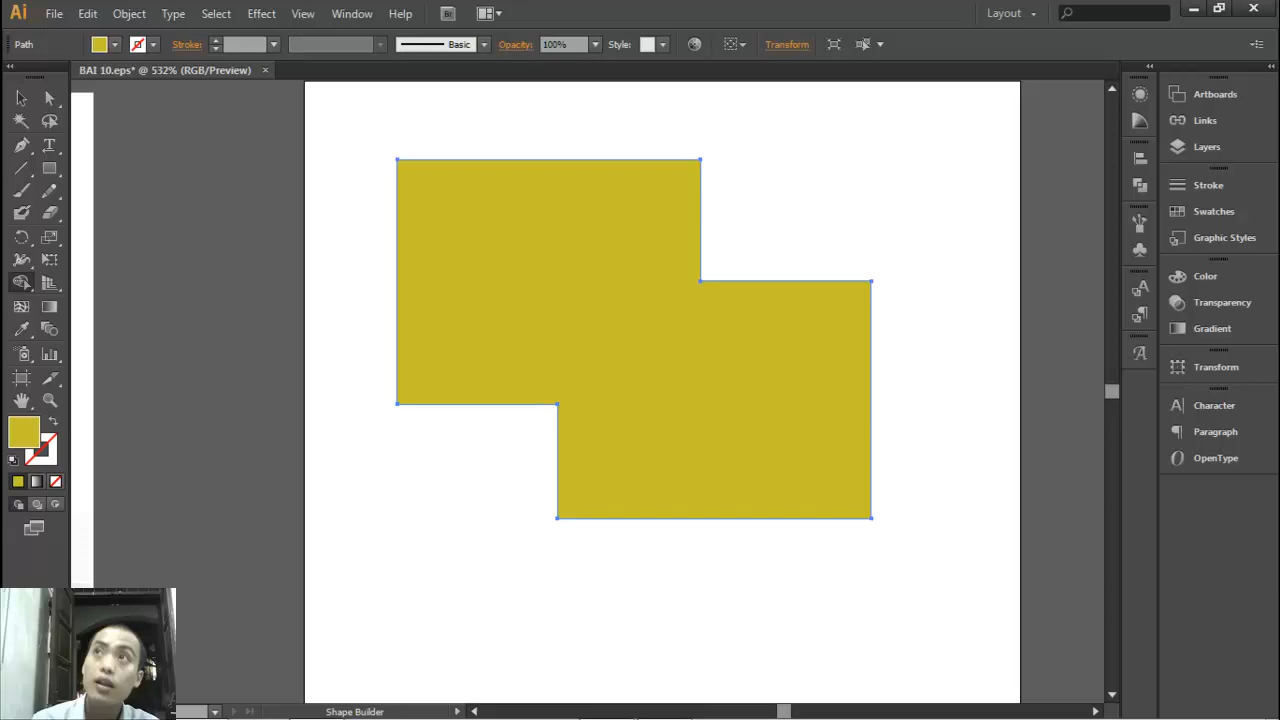 Ai File Edit Object Type Select Effect View Window Help Br Layout
Path Stroke: Basic Opacity: 100% Style: Transform
BAI 10.eps* @ 532% (RGB/Preview) ×
Artboards
Links
Layers
Stroke
Swatches
Graphic Styles
Color
Transparency
Gradient
Transform
Character
Paragraph
OpenType
Shape Builder